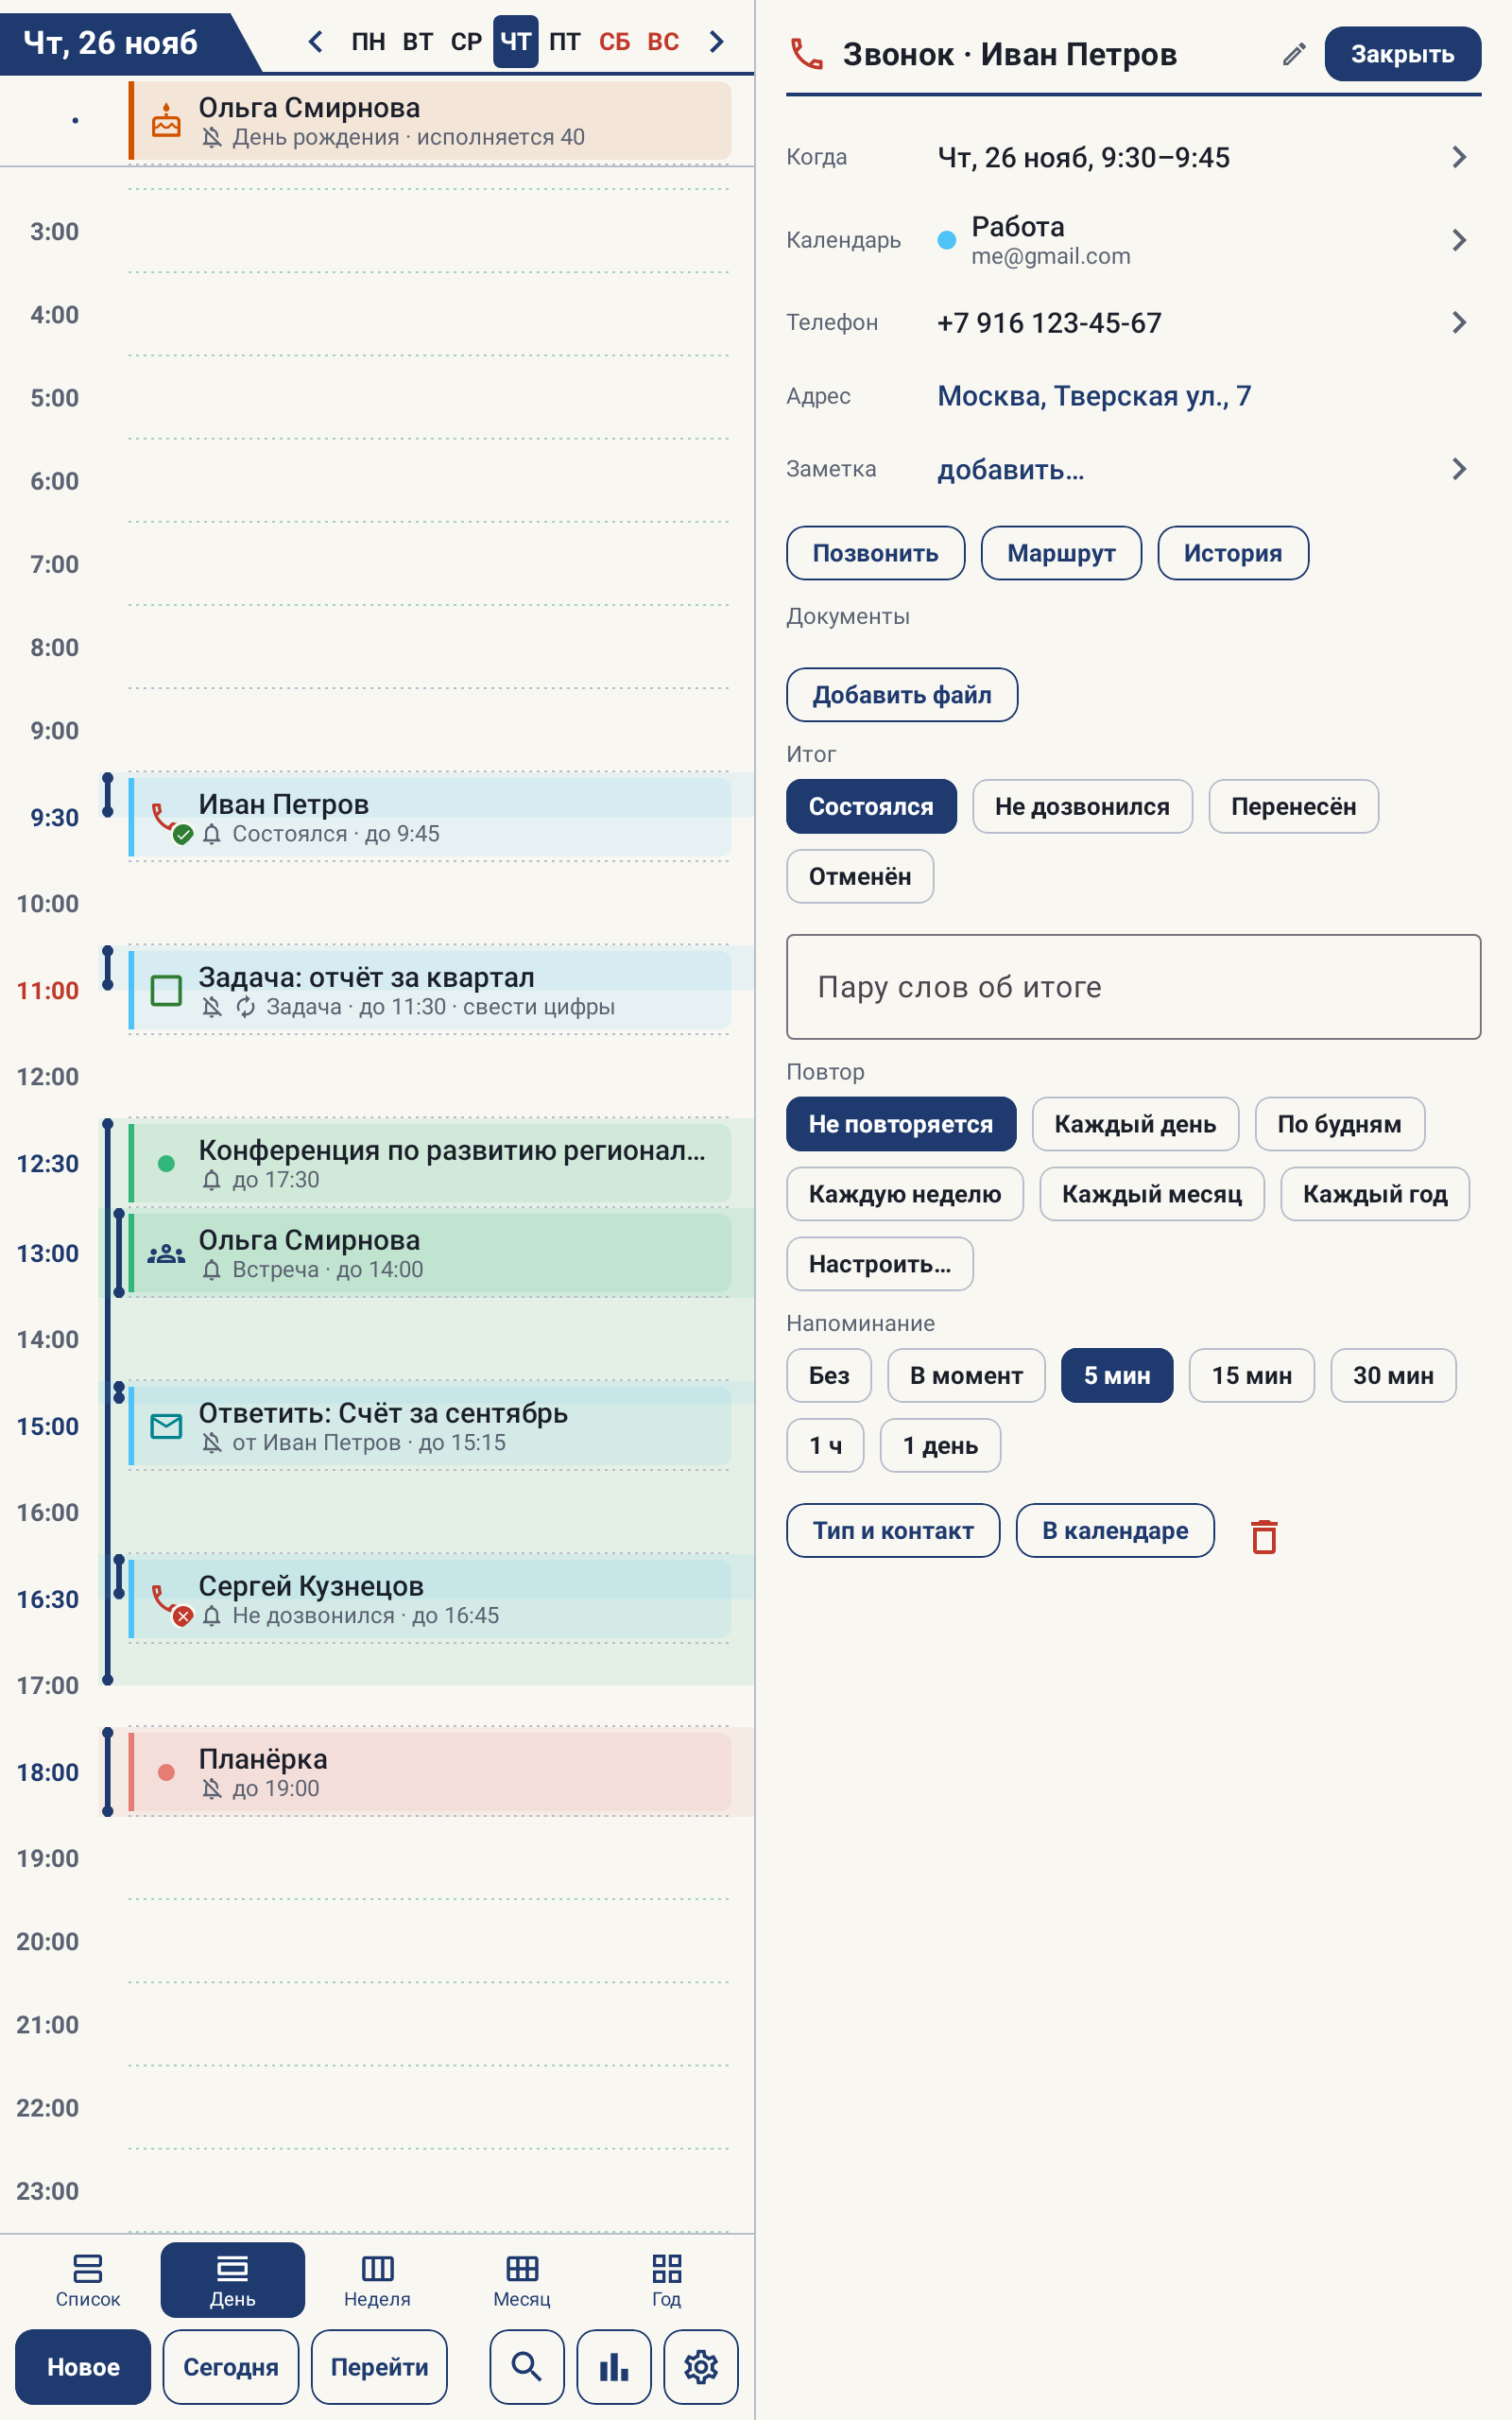 Чт, 26 нояб
ПН ВТ СР ЧТ ПТ СБ ВС
Ольга Смирнова
День рождения · исполняется 40
3:00
4:00
5:00
6:00
7:00
8:00
9:00
9:30
Иван Петров
Состоялся · до 9:45
10:00
11:00
Задача: отчёт за квартал
Задача · до 11:30 · свести цифры
12:00
12:30
Конференция по развитию регионал…
до 17:30
13:00
Ольга Смирнова
Встреча · до 14:00
14:00
15:00
Ответить: Счёт за сентябрь
от Иван Петров · до 15:15
16:00
16:30
Сергей Кузнецов
Не дозвонился · до 16:45
17:00
18:00
Планёрка
до 19:00
19:00
20:00
21:00
22:00
23:00
Список День Неделя Месяц Год
Новое Сегодня Перейти
Звонок · Иван Петров Закрыть
Когда Чт, 26 нояб, 9:30–9:45
Календарь Работа
me@gmail.com
Телефон +7 916 123-45-67
Адрес Москва, Тверская ул., 7
Заметка добавить…
Позвонить Маршрут История
Документы
Добавить файл
Итог
Состоялся Не дозвонился Перенесён
Отменён
Пару слов об итоге
Повтор
Не повторяется Каждый день По будням
Каждую неделю Каждый месяц Каждый год
Настроить…
Напоминание
Без В момент 5 мин 15 мин 30 мин
1 ч 1 день
Тип и контакт В календаре